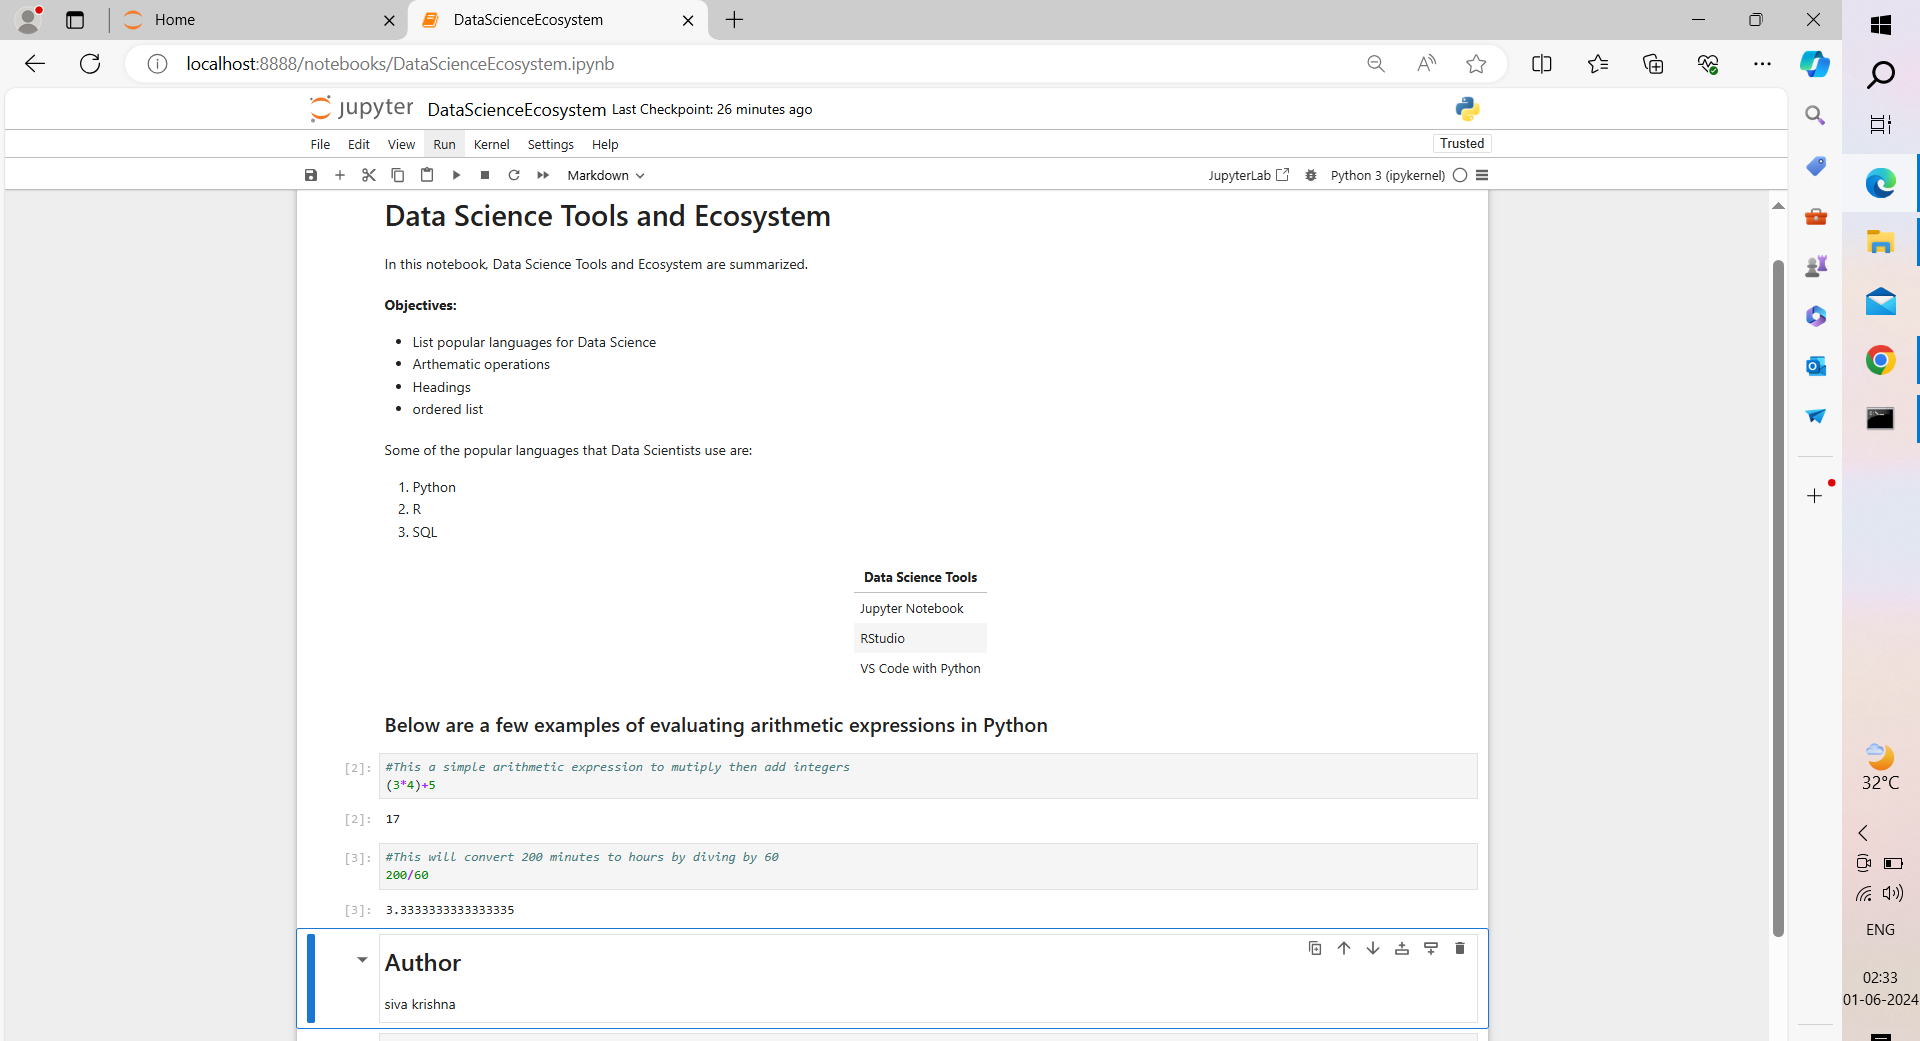 Home
DataScienceEcosystem
localhost:8888/notebooks/DataScienceEcosystem.ipynb
jupyter DataScienceEcosystem Last Checkpoint: 26 minutes ago
File Edit View Run Kernel Settings Help
Trusted
Markdown
JupyterLab
Python 3 (ipykernel)
Data Science Tools and Ecosystem
In this notebook, Data Science Tools and Ecosystem are summarized.
Objectives:
• List popular languages for Data Science
• Arthematic operations
• Headings
• ordered list
Some of the popular languages that Data Scientists use are:
1. Python
2. R
3. SQL
Data Science Tools
Jupyter Notebook
RStudio
VS Code with Python
Below are a few examples of evaluating arithmetic expressions in Python
[2]: #This a simple arithmetic expression to mutiply then add integers
(3*4)+5
[2]: 17
[3]: #This will convert 200 minutes to hours by diving by 60
200/60
[3]: 3.3333333333333335
Author
siva krishna
32°C
ENG
02:33
01-06-2024